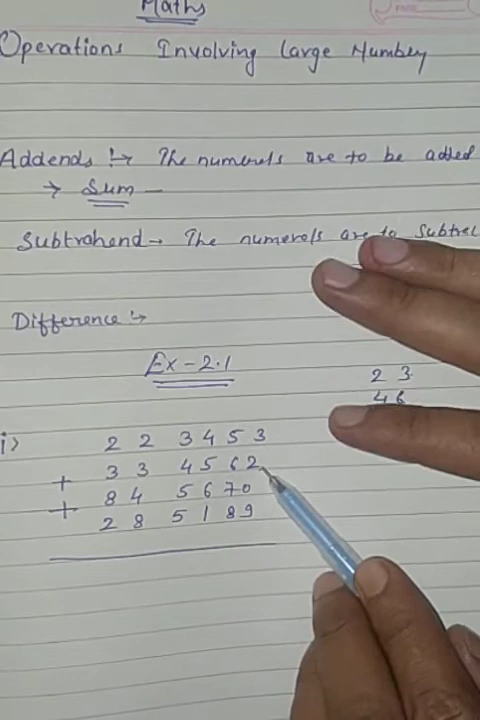 Maths
Operations Involving Large Number
Addends :→ The numerals are to be added
→ Sum –
Subtrahend → The numerals are to Subtrac
Difference :→
Ex – 2.1
2 3
4 6
i>
2 2 3 4 5 3
+ 3 3 4 5 6 2
+ 8 4 5 6 7 0
2 8 5 1 8 9